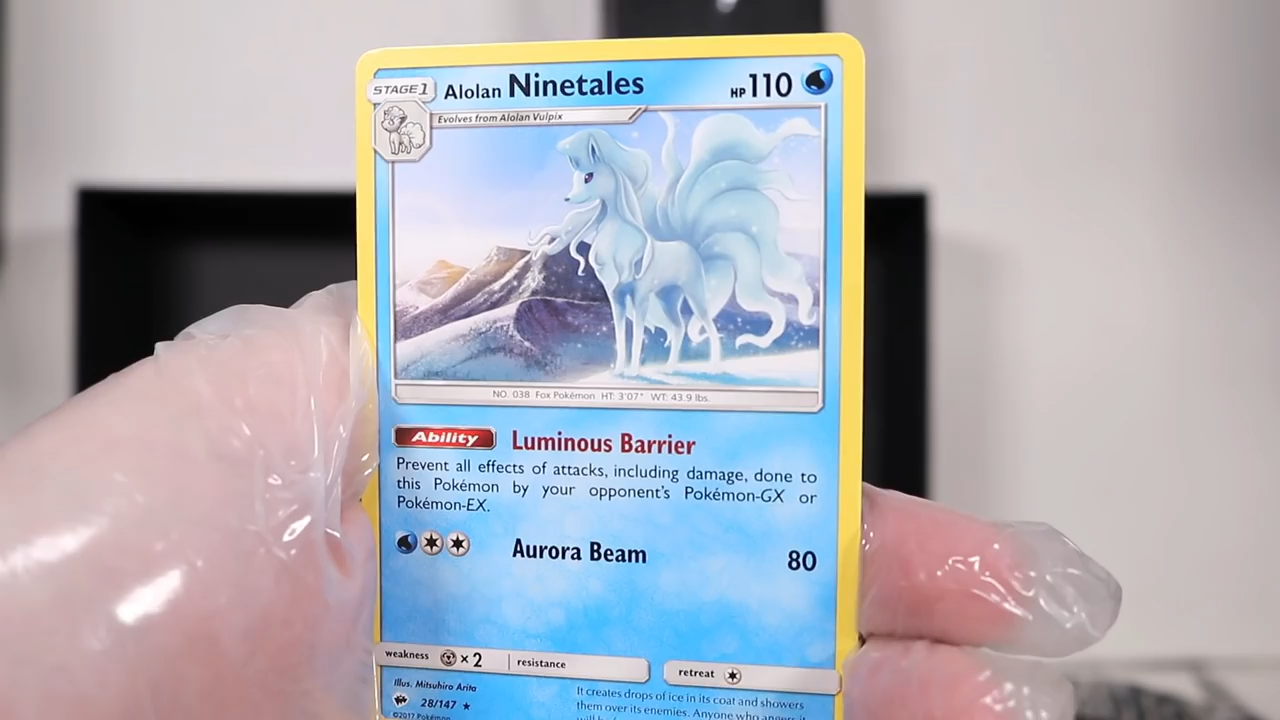 STAGE1 Alolan Ninetales HP110
Evolves from Alolan Vulpix
NO. 038 Fox Pokémon HT: 3'07" WT: 43.9 lbs.
Ability Luminous Barrier
Prevent all effects of attacks, including damage, done to
this Pokémon by your opponent's Pokémon-GX or
Pokémon-EX.
Aurora Beam 80
weakness ×2 resistance retreat
Illus. Mitsuhiro Arita
28/147 ★
©2017 Pokémon
It creates drops of ice in its coat and showers
them over its enemies. Anyone who angers it
will